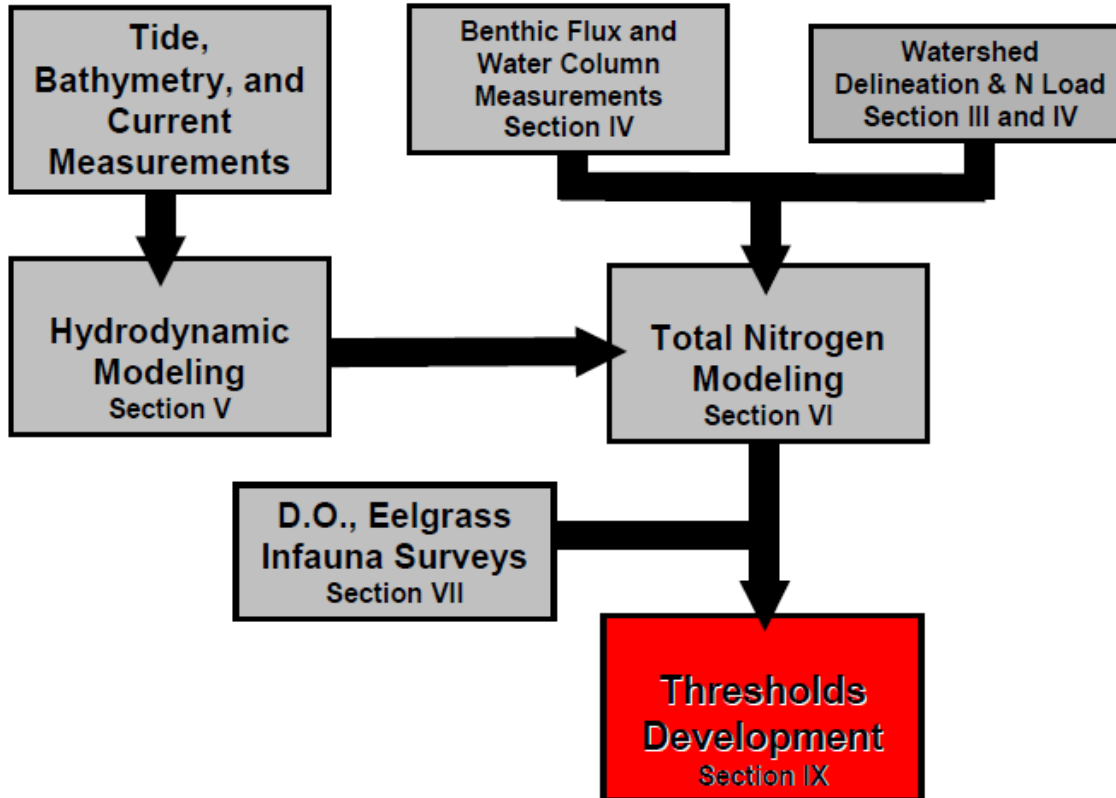 Tide,
Bathymetry, and
Current
Measurements
Benthic Flux and
Water Column
Measurements
Section IV
Watershed
Delineation & N Load
Section III and IV
Hydrodynamic
Modeling
Section V
Total Nitrogen
Modeling
Section VI
D.O., Eelgrass
Infauna Surveys
Section VII
Thresholds
Development
Section IX